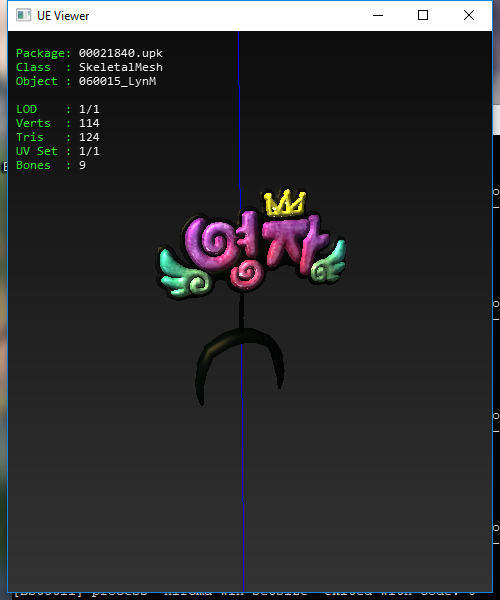 UE Viewer
Package: 00021840.upk
Class : SkeletalMesh
Object : 060015_LynM
LOD : 1/1
Verts : 114
Tris : 124
UV Set : 1/1
Bones : 9
영자